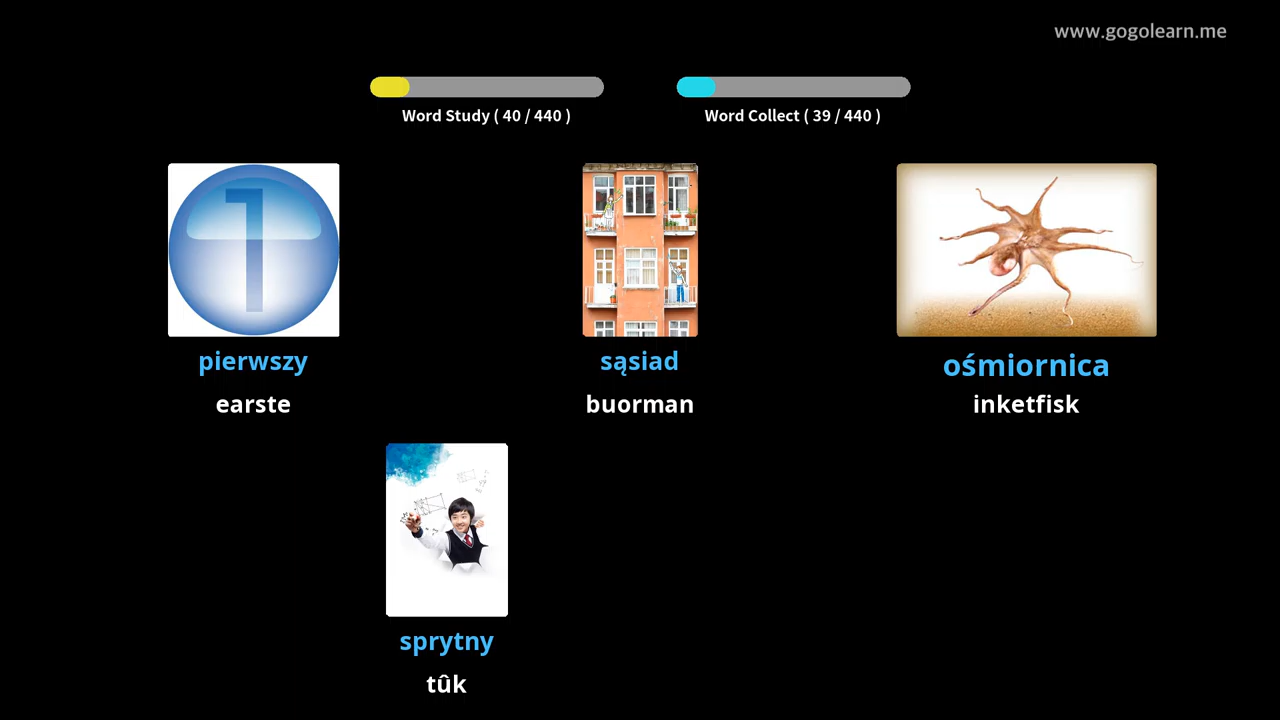 www.gogolearn.me
Word Study ( 40 / 440 )
Word Collect ( 39 / 440 )
1
pierwszy
earste
sąsiad
buorman
ośmiornica
inketfisk
sprytny
tûk